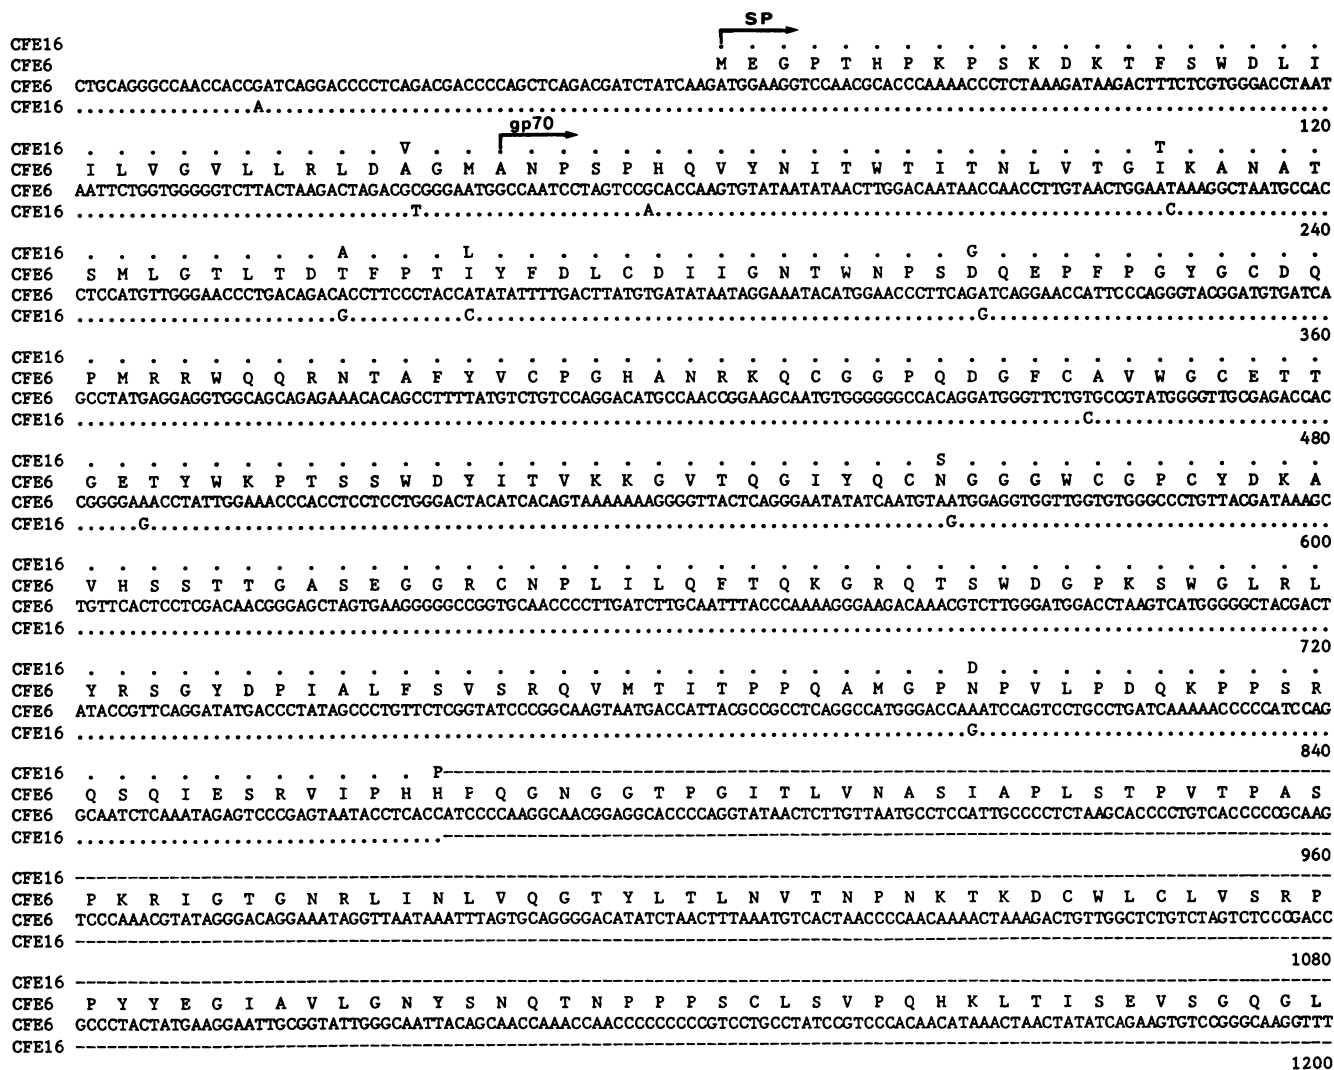 SP
CFE16 . . . . . . . . . . . . . . . . . . . .
CFE6 M E G P T H P K P S K D K T F S W D L I
CFE6 CTGCAGGGCCAACCACCGATCAGGACCCCTCAGACGACCCCAGCTCAGACGATCTATCAAGATGGAAGGTCCAACGCACCCAAAACCCTCTAAAGATAAGACTTTCTCGTGGGACCTAAT
CFE16 .................A......................................................................................................
120
gp70
CFE16 . . . . . . . . . . V . . . . . . . . . . . . . . . . . . . . . . . T . . . . .
CFE6 I L V G V L L R L D A G M A N P S P H Q V Y N I T W T I T N L V T G I K A N A T
CFE6 AATTCTGGTGGGGGTCTTACTAAGACTAGACGCGGGAATGGCCAATCCTAGTCCGCACCAAGTGTATAATATAACTTGGACAATAACCAACCTTGTAACTGGAATAAAGGCTAATGCCAC
CFE16 ................................T.....................A.................................................C...............
240
CFE16 . . . . . . . . A . . . L . . . . . . . . . . . . . . . G . . . . . . . . . . .
CFE6 S M L G T L T D T F P T I Y F D L C D I I G N T W N P S D Q E P F P G Y G C D Q
CFE6 CTCCATGTTGGGAACCCTGACAGACACCTTCCCTACCATATATTTTGACTTATGTGATATAATAGGAAATACATGGAACCCTTCAGATCAGGAACCATTCCCAGGGTACGGATGTGATCA
CFE16 .........................G...........C................................................G.................................
360
CFE16 . . . . . . . . . . . . . . . . . . . . . . . . . . . . . . . . . . . . . . . .
CFE6 P M R R W Q Q R N T A F Y V C P G H A N R K Q C G G P Q D G F C A V W G C E T T
CFE6 GCCTATGAGGAGGTGGCAGCAGAGAAACACAGCCTTTTATGTCTGTCCAGGACATGCCAACCGGAAGCAATGTGGGGGGCCACAGGATGGGTTCTGTGCCGTATGGGGTTGCGAGACCAC
CFE16 ................................................................................................C.......................
480
CFE16 . . . . . . . . . . . . . . . . . . . . . . . . . . . S . . . . . . . . . . . .
CFE6 G E T Y W K P T S S W D Y I T V K K G V T Q G I Y Q C N G G G W C G P C Y D K A
CFE6 CGGGGAAACCTATTGGAAACCCACCTCCTCCTGGGACTACATCACAGTAAAAAAAGGGGTTACTCAGGGAATATATCAATGTAATGGAGGTGGTTGGTGTGGGCCCTGTTACGATAAAGC
CFE16 ......G............................................................................G....................................
600
CFE16 . . . . . . . . . . . . . . . . . . . . . . . . . . . . . . . . . . . . . . . .
CFE6 V H S S T T G A S E G G R C N P L I L Q F T Q K G R Q T S W D G P K S W G L R L
CFE6 TGTTCACTCCTCGACAACGGGAGCTAGTGAAGGGGGCCGGTGCAACCCCTTGATCTTGCAATTTACCCAAAAGGGAAGACAAACGTCTTGGGATGGACCTAAGTCATGGGGGCTACGACT
CFE16 ........................................................................................................................
720
CFE16 . . . . . . . . . . . . . . . . . . . . . . . . . . . . D . . . . . . . . . . .
CFE6 Y R S G Y D P I A L F S V S R Q V M T I T P P Q A M G P N P V L P D Q K P P S R
CFE6 ATACCGTTCAGGATATGACCCTATAGCCCTGTTCTCGGTATCCCGGCAAGTAATGACCATTACGCCGCCTCAGGCCATGGGACCAAATCCAGTCCTGCCTGATCAAAAACCCCCATCCAG
CFE16 .....................................................................................G..................................
840
CFE16 . . . . . . . . . . . P-------------------------------------------------------------------------------------
CFE6 Q S Q I E S R V I P H H P Q G N G G T P G I T L V N A S I A P L S T P V T P A S
CFE6 GCAATCTCAAATAGAGTCCCGAGTAATACCTCACCATCCCCAAGGCAACGGAGGCACCCCAGGTATAACTCTTGTTAATGCCTCCATTGCCCCTCTAAGCACCCCTGTCACCCCCGCAAG
CFE16 ...................................-------------------------------------------------------------------------------------
960
CFE16 ------------------------------------------------------------------------------------------------------------------------
CFE6 P K R I G T G N R L I N L V Q G T Y L T L N V T N P N K T K D C W L C L V S R P
CFE6 TCCCAAACGTATAGGGACAGGAAATAGGTTAATAAATTTAGTGCAGGGGACATATCTAACTTTAAATGTCACTAACCCCAACAAAACTAAAGACTGTTGGCTCTGTCTAGTCTCCCGACC
CFE16 ------------------------------------------------------------------------------------------------------------------------
1080
CFE16 ------------------------------------------------------------------------------------------------------------------------
CFE6 P Y Y E G I A V L G N Y S N Q T N P P P S C L S V P Q H K L T I S E V S G Q G L
CFE6 GCCCTACTATGAAGGAATTGCGGTATTGGGCAATTACAGCAACCAAACCAACCCCCCCCCGTCCTGCCTATCCGTCCCACAACATAAACTAACTATATCAGAAGTGTCCGGGCAAGGTTT
CFE16 ------------------------------------------------------------------------------------------------------------------------
1200